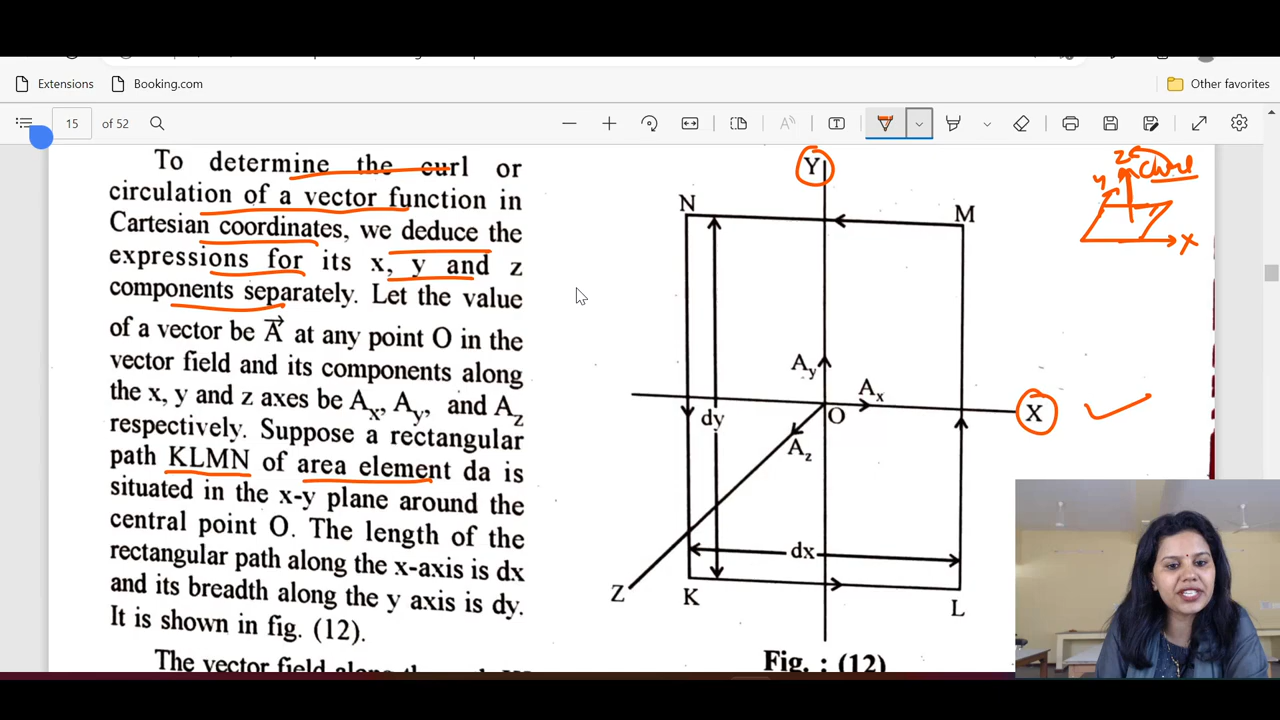 Extensions
Booking.com
Other favorites
15
of 52
To determine the curl or
circulation of a vector function in
Cartesian coordinates, we deduce the
expressions for its x, y and z
components separately. Let the value
of a vector be A⃗ at any point O in the
vector field and its components along
the x, y and z axes be Aₓ, Aᵧ, and A_z
respectively. Suppose a rectangular
path KLMN of area element da is
situated in the x-y plane around the
central point O. The length of the
rectangular path along the x-axis is dx
and its breadth along the y axis is dy.
It is shown in fig. (12).
Y
N
M
Aᵧ
Aₓ
dy
O
X
A_z
dx
Z
K
L
Fig. : (12)
Z
Curl
y
X